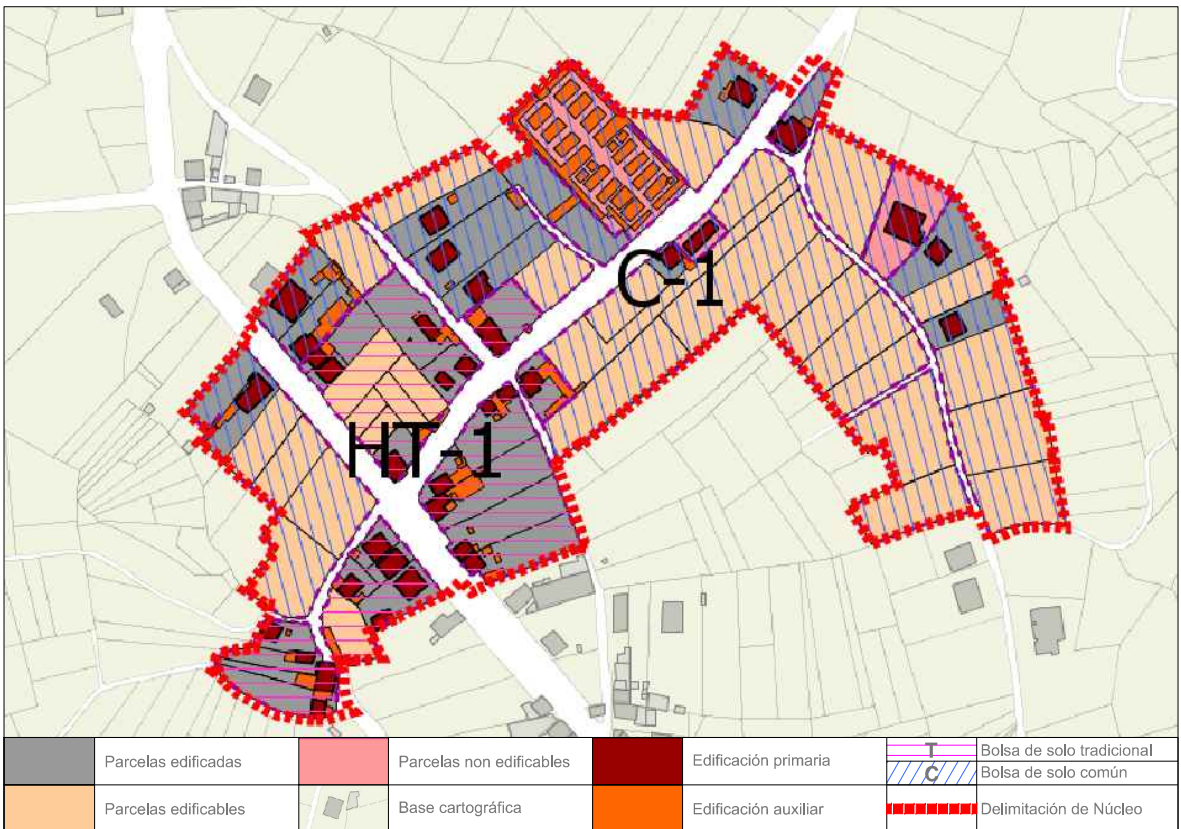 C-1
HT-1
Parcelas edificadas
Parcelas non edificables
Edificación primaria
T
Bolsa de solo tradicional
C
Bolsa de solo común
Parcelas edificables
Base cartográfica
Edificación auxiliar
Delimitación de Núcleo